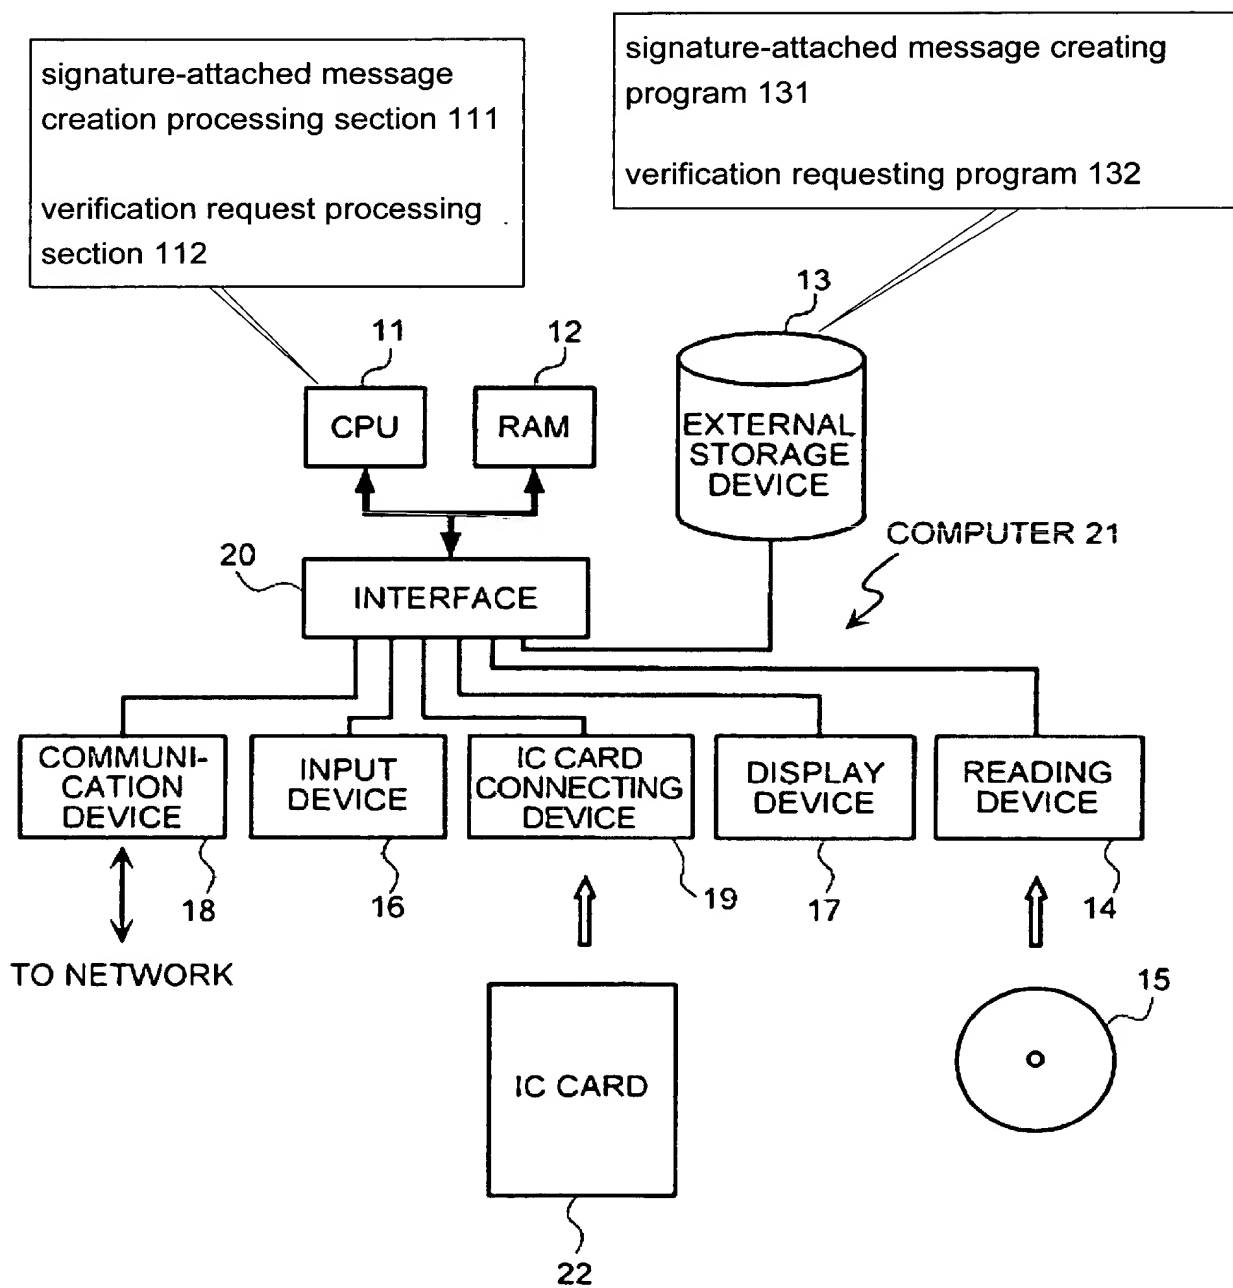 signature-attached message
creation processing section 111
verification request processing
section 112
signature-attached message creating
program 131
verification requesting program 132
13
11
12
CPU
RAM
EXTERNAL
STORAGE
DEVICE
COMPUTER 21
20
INTERFACE
COMMUNI-
CATION
DEVICE
INPUT
DEVICE
IC CARD
CONNECTING
DEVICE
DISPLAY
DEVICE
READING
DEVICE
18
16
19
17
14
TO NETWORK
15
IC CARD
22